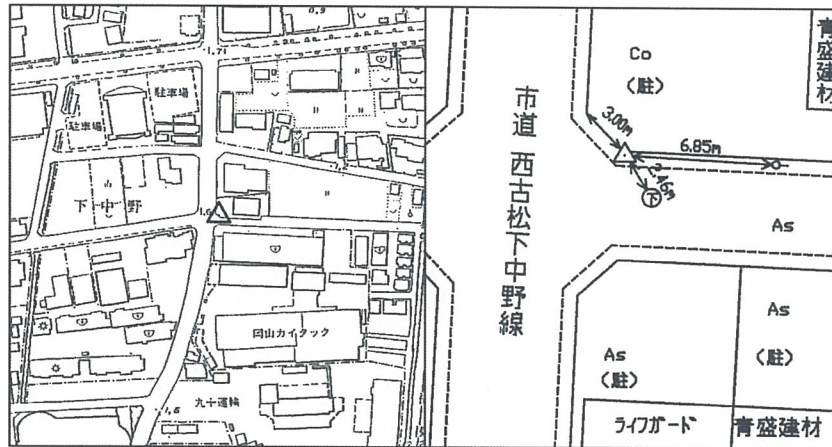 0.9
1.71
駐車場
駐車場
下中野
岡山カイタック
九十運輸
1.6
市道 西古松下中野線
Co
(駐)
青盛建材
3.00m
6.85m
下
As
As
(駐)
As
(駐)
ライフガード
青盛建材